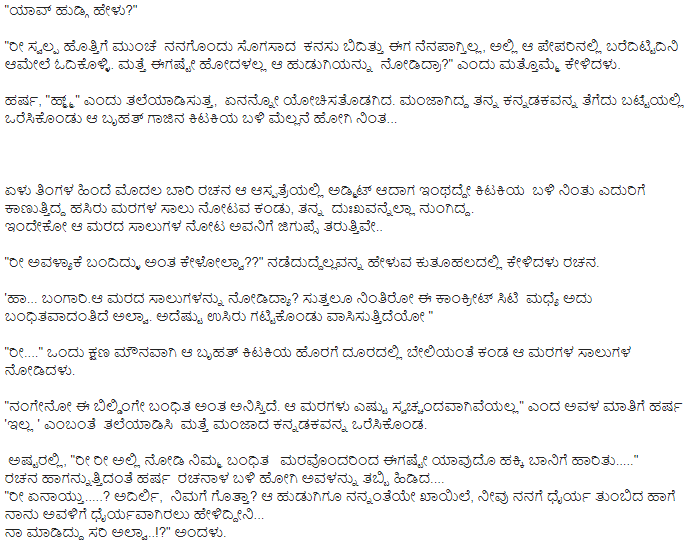 "ಯಾವ್ ಹುಡ್ಗಿ ಹೇಳು?"
"ರೀ ಸ್ವಲ್ಪ ಹೊತ್ತಿಗೆ ಮುಂಚೆ ನನಗೊಂದು ಸೊಗಸಾದ ಕನಸು ಬಿದಿತ್ತು ಈಗ ನೆನಪಾಗ್ತಿಲ್ಲ, ಅಲ್ಲಿ ಆ ಪೇಪರಿನಲ್ಲಿ ಬರೆದಿಟ್ಟಿದಿನಿ
ಆಮೇಲೆ ಓದಿಕೊಳ್ಳಿ. ಮತ್ತೆ ಈಗಷ್ಟೇ ಹೋದಳಲ್ಲ ಆ ಹುಡುಗಿಯನ್ನು ನೋಡಿದ್ರಾ?" ಎಂದು ಮತ್ತೊಮ್ಮೆ ಕೇಳಿದಳು.
ಹರ್ಷ, "ಹ್ಮ್ಮ್" ಎಂದು ತಲೆಯಾಡಿಸುತ್ತ, ಏನನ್ನೋ ಯೋಚಿಸತೊಡಗಿದ. ಮಂಜಾಗಿದ್ದ ತನ್ನ ಕನ್ನಡಕವನ್ನ ತೆಗೆದು ಬಟ್ಟೆಯಲ್ಲಿ
ಒರೆಸಿಕೊಂಡು ಆ ಬೃಹತ್ ಗಾಜಿನ ಕಿಟಕಿಯ ಬಳಿ ಮೆಲ್ಲನೆ ಹೋಗಿ ನಿಂತ...
ಏಳು ತಿಂಗಳ ಹಿಂದೆ ಮೊದಲ ಬಾರಿ ರಚನ ಆ ಆಸ್ಪತ್ರೆಯಲ್ಲಿ ಅಡ್ಮಿಟ್ ಆದಾಗ ಇಂಥದ್ದೇ ಕಿಟಕಿಯ ಬಳಿ ನಿಂತು ಎದುರಿಗೆ
ಕಾಣುತ್ತಿದ್ದ ಹಸಿರು ಮರಗಳ ಸಾಲು ನೋಟವ ಕಂಡು, ತನ್ನ ದುಃಖವನ್ನೆಲ್ಲಾ ನುಂಗಿದ್ದ.
ಇಂದೇಕೋ ಆ ಮರದ ಸಾಲುಗಳ ನೋಟ ಅವನಿಗೆ ಜಿಗುಪ್ಸೆ ತರುತ್ತಿವೇ..
"ರೀ ಅವಳ್ಯಾಕೆ ಬಂದಿದ್ಳು ಅಂತ ಕೇಳೋಲ್ವಾ??" ನಡೆದುದ್ದೆಲ್ಲವನ್ನ ಹೇಳುವ ಕುತೂಹಲದಲ್ಲಿ ಕೇಳಿದಳು ರಚನ.
'ಹಾ... ಬಂಗಾರಿ.ಆ ಮರದ ಸಾಲುಗಳನ್ನು ನೋಡಿದ್ಯಾ? ಸುತ್ತಲೂ ನಿಂತಿರೋ ಈ ಕಾಂಕ್ರೀಟ್ ಸಿಟಿ ಮಧ್ಯೆ ಅದು
ಬಂಧಿತವಾದಂತಿದೆ ಅಲ್ವಾ. ಅದೆಷ್ಟು ಉಸಿರು ಗಟ್ಟಿಕೊಂಡು ವಾಸಿಸುತ್ತಿದೆಯೋ "
"ರೀ...." ಒಂದು ಕ್ಷಣ ಮೌನವಾಗಿ ಆ ಬೃಹತ್ ಕಿಟಕಿಯ ಹೊರಗೆ ದೂರದಲ್ಲಿ ಬೇಲಿಯಂತೆ ಕಂಡ ಆ ಮರಗಳ ಸಾಲುಗಳ
ನೋಡಿದಳು.
"ನಂಗೇನೋ ಈ ಬಿಲ್ಡಿಂಗೇ ಬಂಧಿತ ಅಂತ ಅನಿಸ್ತಿದೆ. ಆ ಮರಗಳು ಎಷ್ಟು ಸ್ವಚ್ಛಂದವಾಗಿವೆಯಲ್ಲ" ಎಂದ ಅವಳ ಮಾತಿಗೆ ಹರ್ಷ
'ಇಲ್ಲ ' ಎಂಬಂತೆ ತಲೆಯಾಡಿಸಿ ಮತ್ತೆ ಮಂಜಾದ ಕನ್ನಡಕವನ್ನ ಒರೆಸಿಕೊಂಡ.
ಅಷ್ಟರಲ್ಲಿ, "ರೀ ರೀ ಅಲ್ಲಿ ನೋಡಿ ನಿಮ್ಮ ಬಂಧಿತ ಮರವೊಂದರಿಂದ ಈಗಷ್ಟೇ ಯಾವುದೊ ಹಕ್ಕಿ ಬಾನಿಗೆ ಹಾರಿತು....."
ರಚನ ಹಾಗನ್ನುತ್ತಿದಂತೆ ಹರ್ಷ ರಚನಾಳ ಬಳಿ ಹೋಗಿ ಅವಳನ್ನು ತಬ್ಬಿ ಹಿಡಿದ....
"ರೀ ಏನಾಯ್ತು.....? ಅದಿರ್ಲಿ, ನಿಮಗೆ ಗೊತ್ತಾ? ಆ ಹುಡುಗಿಗೂ ನನ್ನಂತೆಯೇ ಖಾಯಿಲೆ, ನೀವು ನನಗೆ ಧೈರ್ಯ ತುಂಬಿದ ಹಾಗೆ
ನಾನು ಅವಳಿಗೆ ಧೈರ್ಯವಾಗಿರಲು ಹೇಳಿದ್ದೀನಿ...
ನಾ ಮಾಡಿದ್ದು ಸರಿ ಅಲ್ವಾ..!?" ಅಂದಳು.